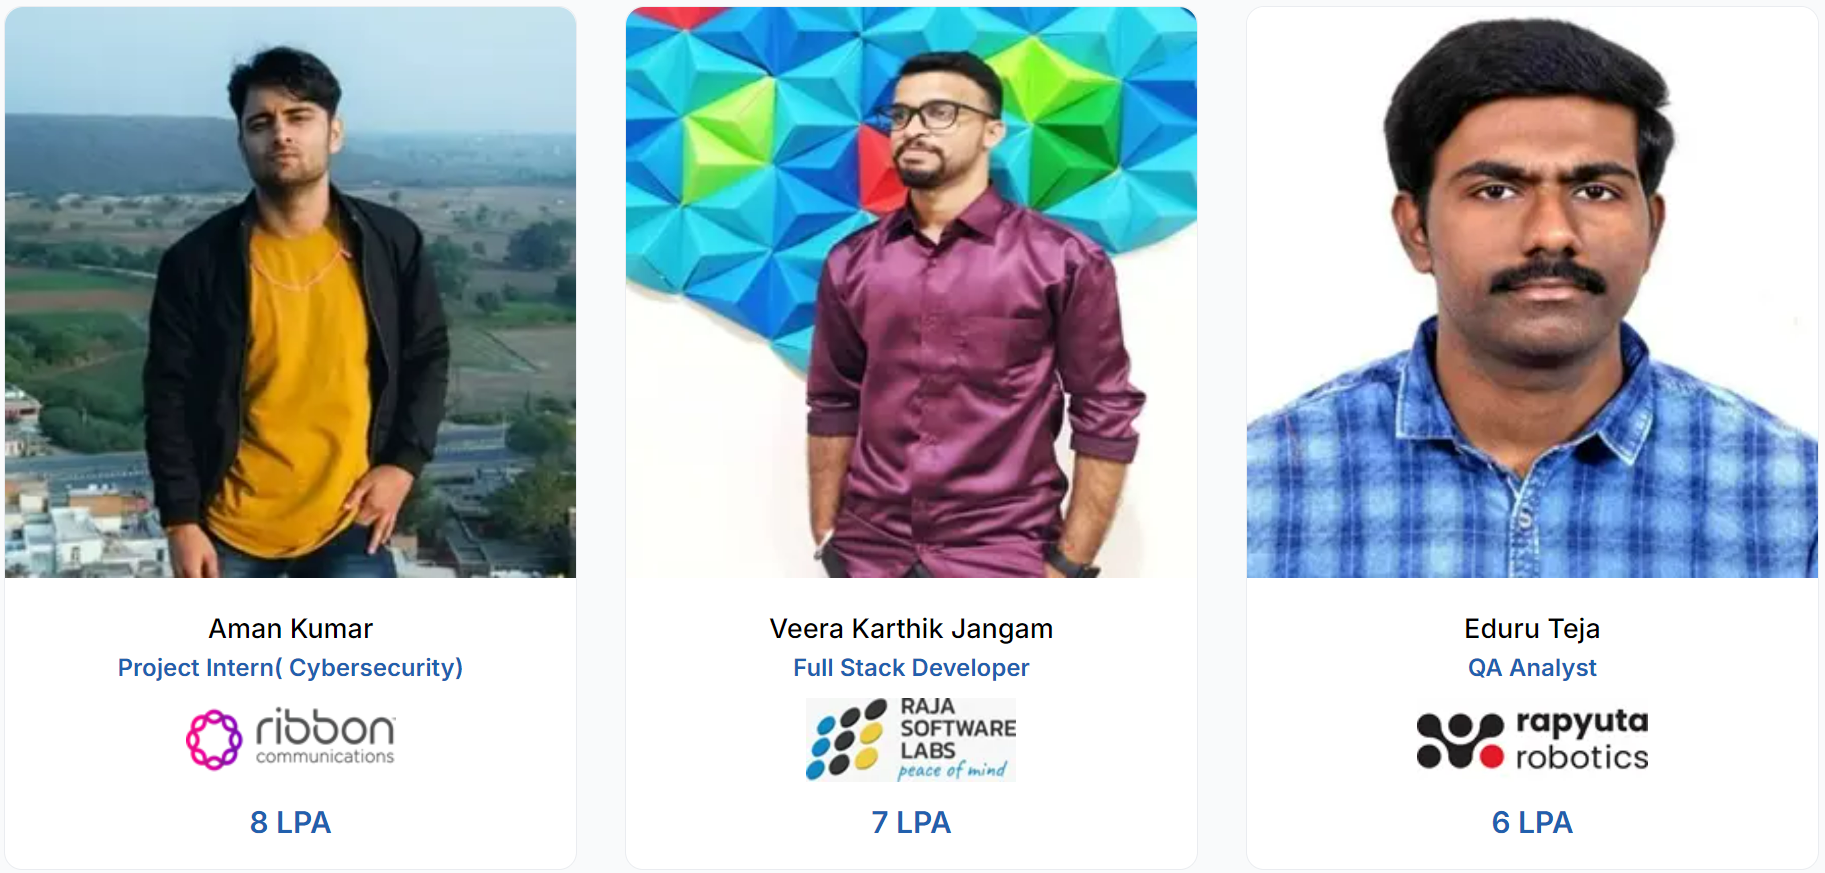 Aman Kumar
Project Intern( Cybersecurity)
ribbon
communications
8 LPA
Veera Karthik Jangam
Full Stack Developer
RAJA
SOFTWARE
LABS
peace of mind
7 LPA
Eduru Teja
QA Analyst
rapyuta
robotics
6 LPA